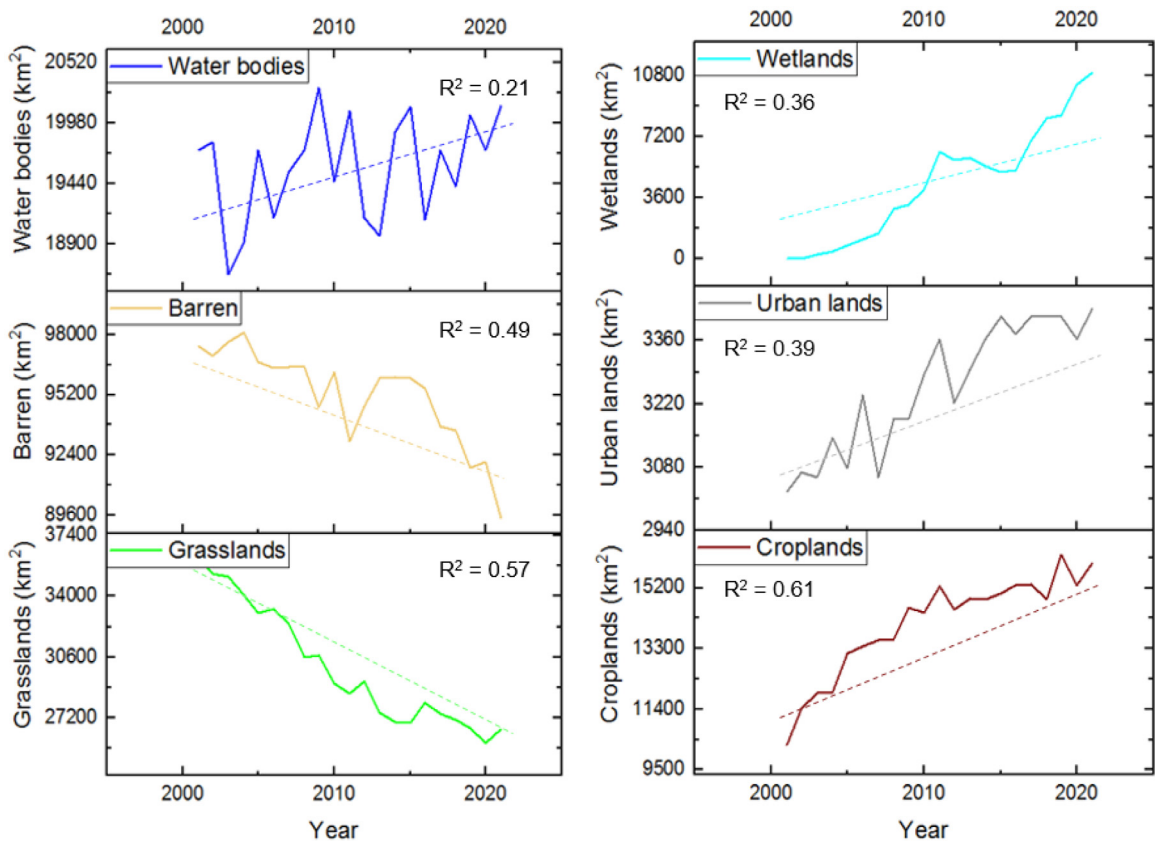 2000 2010 2020
Water bodies
R² = 0.21
20520
19980
19440
18900
Water bodies (km²)
Barren
R² = 0.49
98000
95200
92400
89600
Barren (km²)
Grasslands
R² = 0.57
37400
34000
30600
27200
Grasslands (km²)
2000 2010 2020
Year
2000 2010 2020
Wetlands
R² = 0.36
10800
7200
3600
0
Wetlands (km²)
Urban lands
R² = 0.39
3360
3220
3080
2940
Urban lands (km²)
Croplands
R² = 0.61
15200
13300
11400
9500
Croplands (km²)
2000 2010 2020
Year